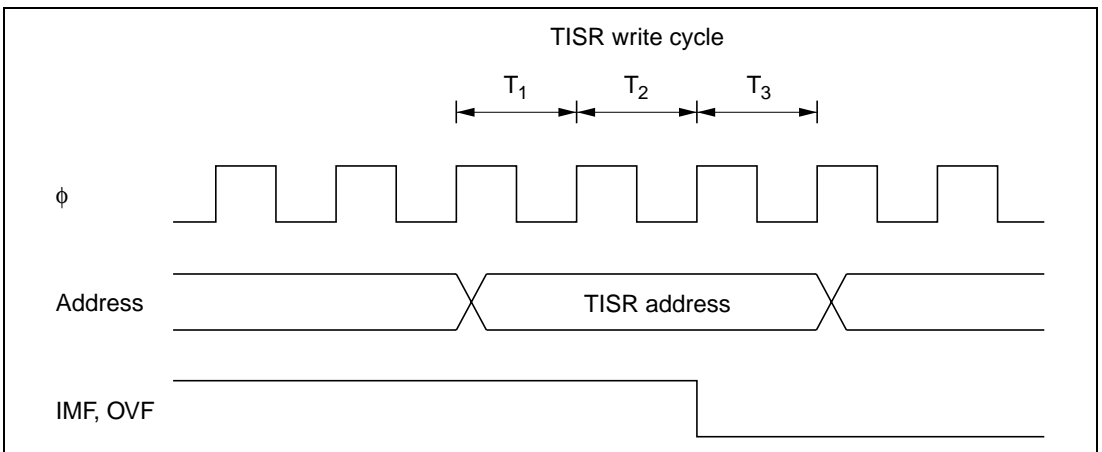 TISR write cycle
T1 T2 T3
ϕ
Address TISR address
IMF, OVF